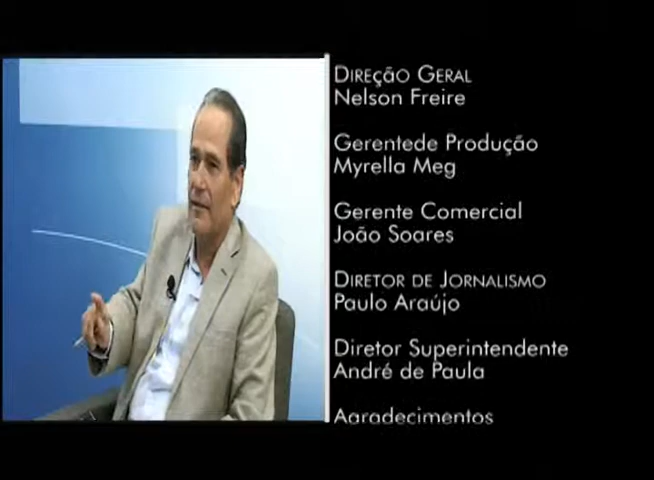 Direção Geral
Nelson Freire
Gerentede Produção
Myrella Meg
Gerente Comercial
João Soares
Diretor de Jornalismo
Paulo Araújo
Diretor Superintendente
André de Paula
Agradecimentos